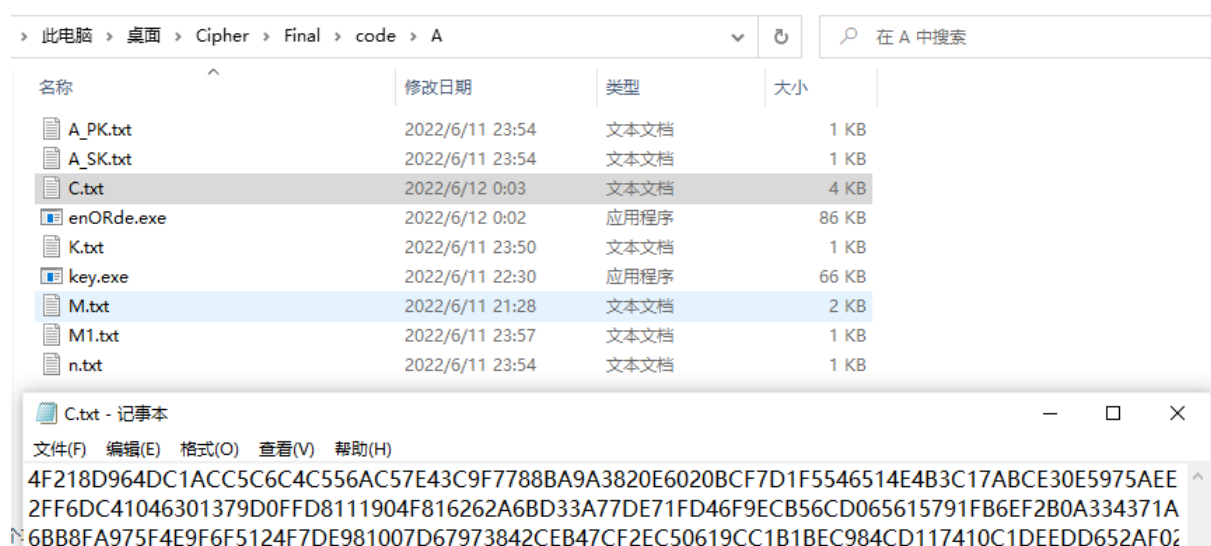 > 此电脑 > 桌面 > Cipher > Final > code > A 在 A 中搜索
名称 修改日期 类型 大小
A_PK.txt 2022/6/11 23:54 文本文档 1 KB
A_SK.txt 2022/6/11 23:54 文本文档 1 KB
C.txt 2022/6/12 0:03 文本文档 4 KB
enORde.exe 2022/6/12 0:02 应用程序 86 KB
K.txt 2022/6/11 23:50 文本文档 1 KB
key.exe 2022/6/11 22:30 应用程序 66 KB
M.txt 2022/6/11 21:28 文本文档 2 KB
M1.txt 2022/6/11 23:57 文本文档 1 KB
n.txt 2022/6/11 23:54 文本文档 1 KB
C.txt - 记事本
文件(F) 编辑(E) 格式(O) 查看(V) 帮助(H)
4F218D964DC1ACC5C6C4C556AC57E43C9F7788BA9A3820E6020BCF7D1F5546514E4B3C17ABCE30E5975AEE
2FF6DC41046301379D0FFD8111904F816262A6BD33A77DE71FD46F9ECB56CD065615791FB6EF2B0A334371A
6BB8FA975F4E9F6F5124F7DE981007D67973842CEB47CF2EC50619CC1B1BEC984CD117410C1DEEDD652AF02